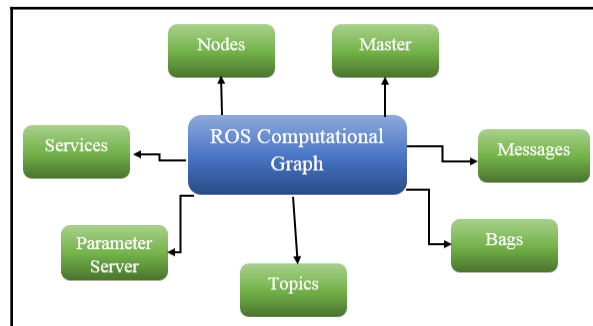 Nodes
Master
ROS Computational
Graph
Services
Messages
Parameter
Server
Bags
Topics